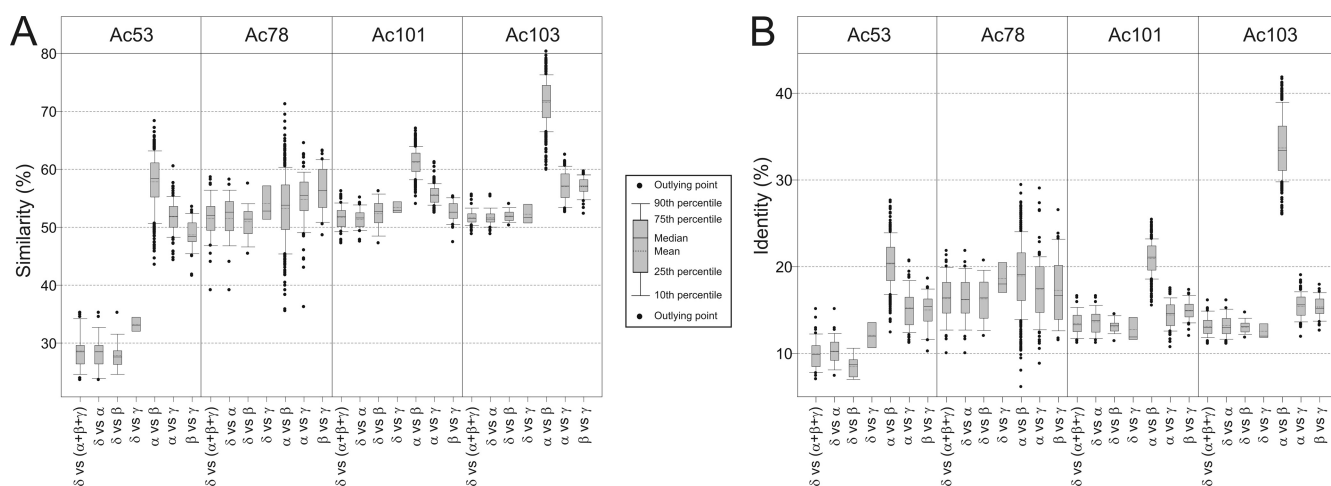 A
Ac53 Ac78 Ac101 Ac103
Similarity (%)
80
70
60
50
40
30
δ vs (α+β+γ)
δ vs α
δ vs β
δ vs γ
α vs β
α vs γ
β vs γ
δ vs (α+β+γ)
δ vs α
δ vs β
δ vs γ
α vs β
α vs γ
β vs γ
δ vs (α+β+γ)
δ vs α
δ vs β
δ vs γ
α vs β
α vs γ
β vs γ
δ vs (α+β+γ)
δ vs α
δ vs β
δ vs γ
α vs β
α vs γ
β vs γ
Outlying point
90th percentile
75th percentile
Median
Mean
25th percentile
10th percentile
Outlying point
B
Ac53 Ac78 Ac101 Ac103
Identity (%)
40
30
20
10
δ vs (α+β+γ)
δ vs α
δ vs β
δ vs γ
α vs β
α vs γ
β vs γ
δ vs (α+β+γ)
δ vs α
δ vs β
δ vs γ
α vs β
α vs γ
β vs γ
δ vs (α+β+γ)
δ vs α
δ vs β
δ vs γ
α vs β
α vs γ
β vs γ
δ vs (α+β+γ)
δ vs α
δ vs β
δ vs γ
α vs β
α vs γ
β vs γ